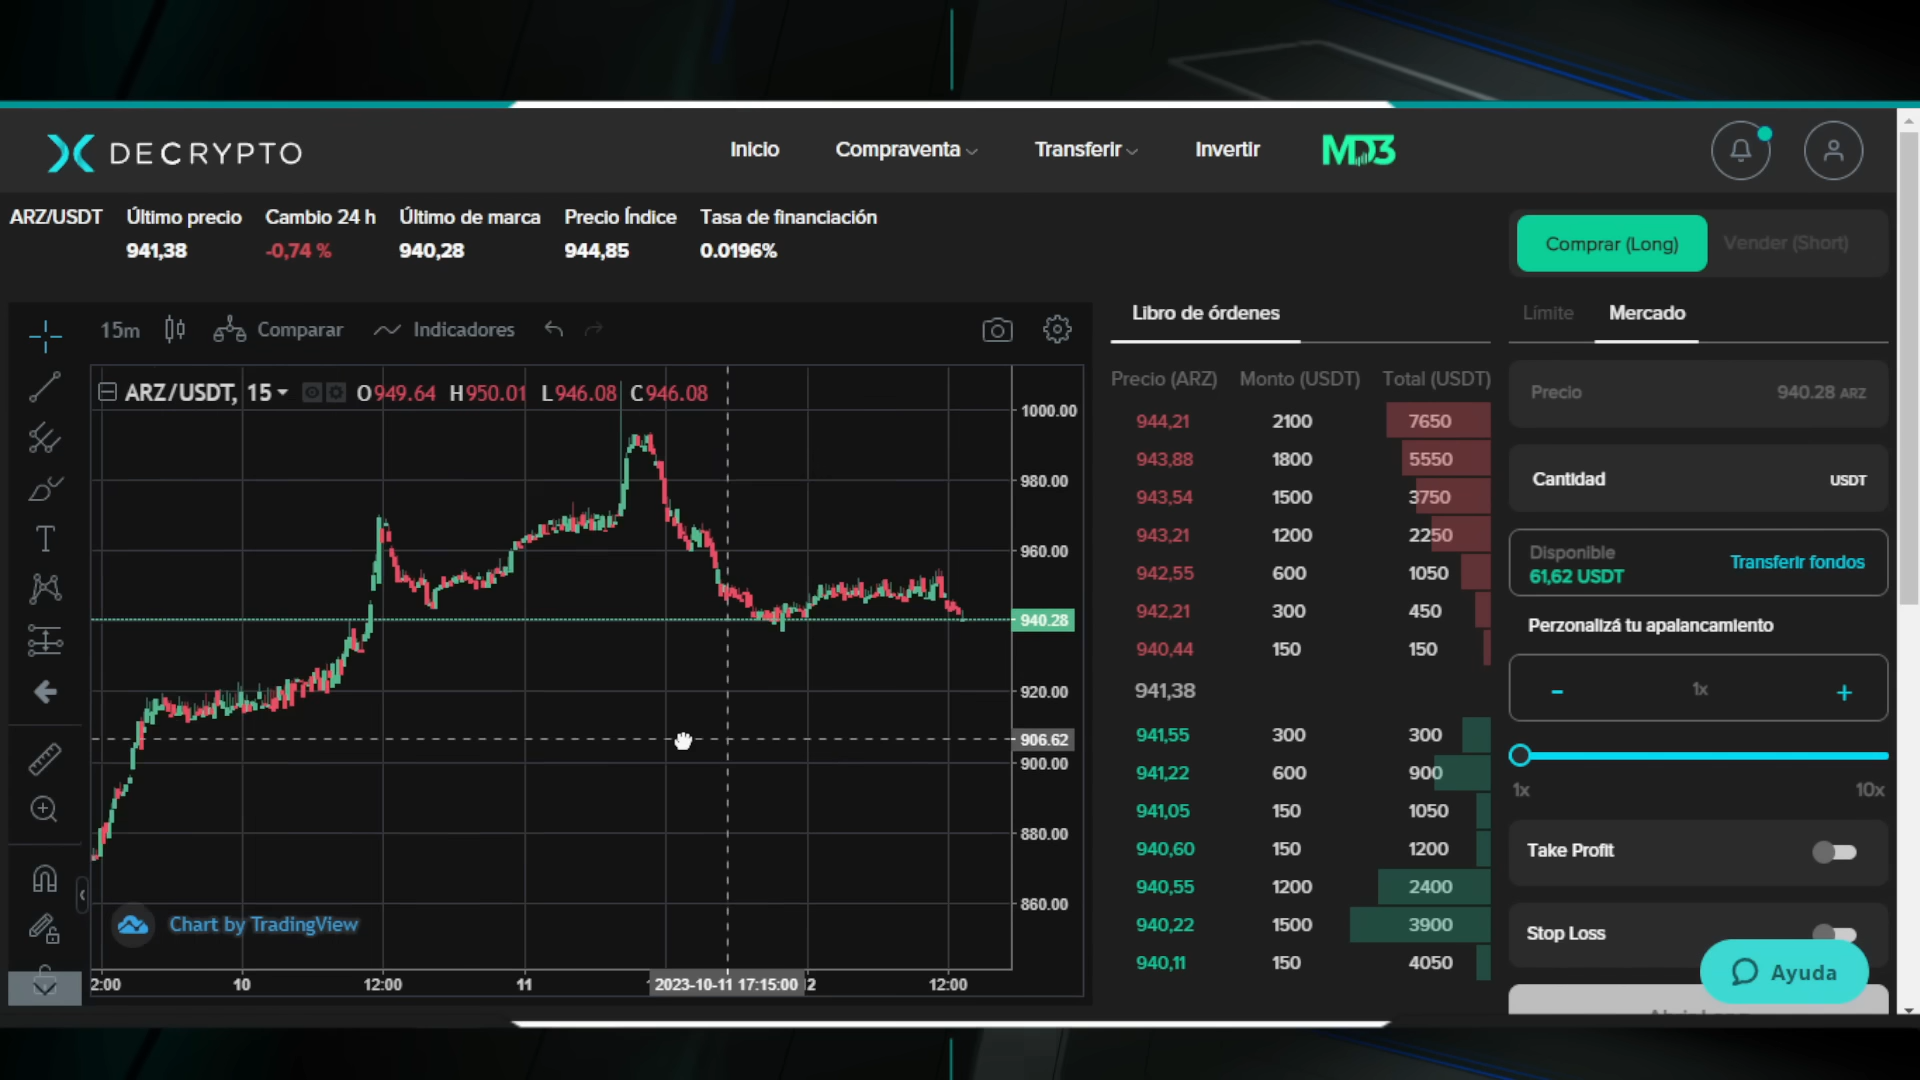 DECRYPTO
Inicio
Compraventa
Transferir
Invertir
MD3
ARZ/USDT
Último precio
941,38
Cambio 24 h
-0,74 %
Último de marca
940,28
Precio Índice
944,85
Tasa de financiación
0.0196%
15m
Comparar
Indicadores
ARZ/USDT, 15
O949.64 H950.01 L946.08 C946.08
1000.00
980.00
960.00
940.28
920.00
906.62
900.00
880.00
860.00
Chart by TradingView
2:00
10
12:00
11
2023-10-11 17:15:00
12:00
Libro de órdenes
Precio (ARZ) Monto (USDT) Total (USDT)
944,21 2100 7650
943,88 1800 5550
943,54 1500 3750
943,21 1200 2250
942,55 600 1050
942,21 300 450
940,44 150 150
941,38
941,55 300 300
941,22 600 900
941,05 150 1050
940,60 150 1200
940,55 1200 2400
940,22 1500 3900
940,11 150 4050
Comprar (Long)
Vender (Short)
Límite
Mercado
Precio
940.28 ARZ
Cantidad
USDT
Disponible
61,62 USDT
Transferir fondos
Perzonalizá tu apalancamiento
-
1x
+
1x
10x
Take Profit
Stop Loss
Ayuda